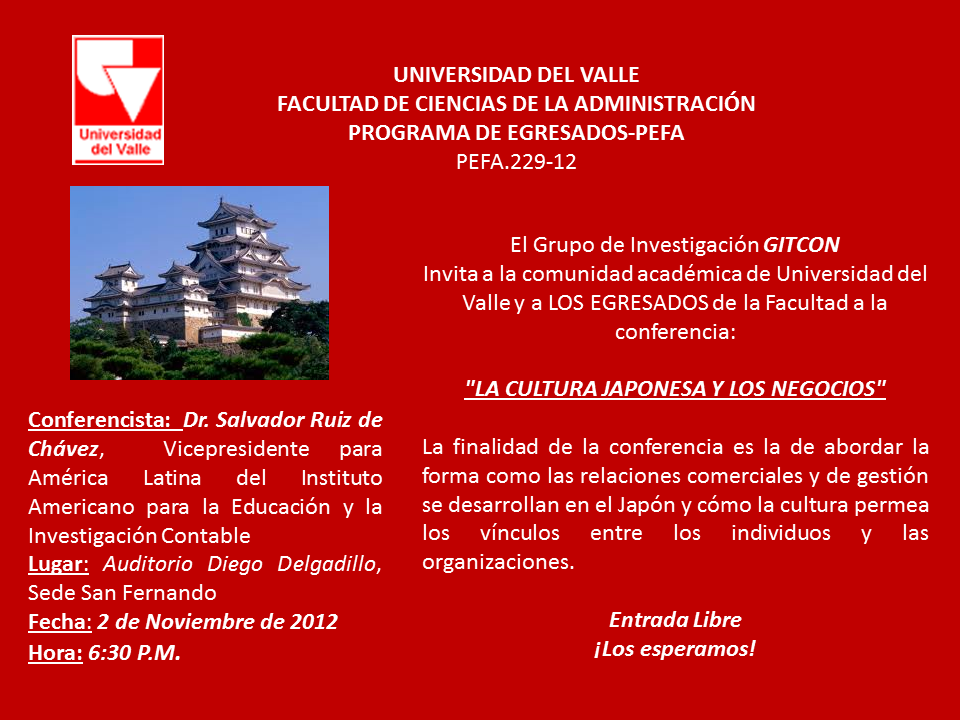 Universidad
del Valle
UNIVERSIDAD DEL VALLE
FACULTAD DE CIENCIAS DE LA ADMINISTRACIÓN
PROGRAMA DE EGRESADOS-PEFA
PEFA.229-12
El Grupo de Investigación GITCON
Invita a la comunidad académica de Universidad del
Valle y a LOS EGRESADOS de la Facultad a la
conferencia:
"LA CULTURA JAPONESA Y LOS NEGOCIOS"
La finalidad de la conferencia es la de abordar la
forma como las relaciones comerciales y de gestión
se desarrollan en el Japón y cómo la cultura permea
los vínculos entre los individuos y las
organizaciones.
Entrada Libre
¡Los esperamos!
Conferencista: Dr. Salvador Ruiz de
Chávez, Vicepresidente para
América Latina del Instituto
Americano para la Educación y la
Investigación Contable
Lugar: Auditorio Diego Delgadillo,
Sede San Fernando
Fecha: 2 de Noviembre de 2012
Hora: 6:30 P.M.